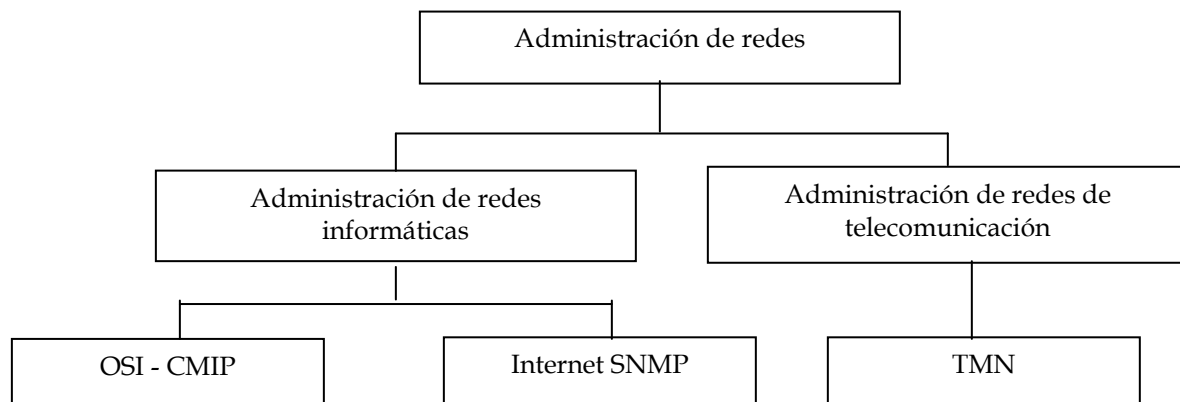 Administración de redes
Administración de redes
informáticas
Administración de redes de
telecomunicación
OSI - CMIP
Internet SNMP
TMN